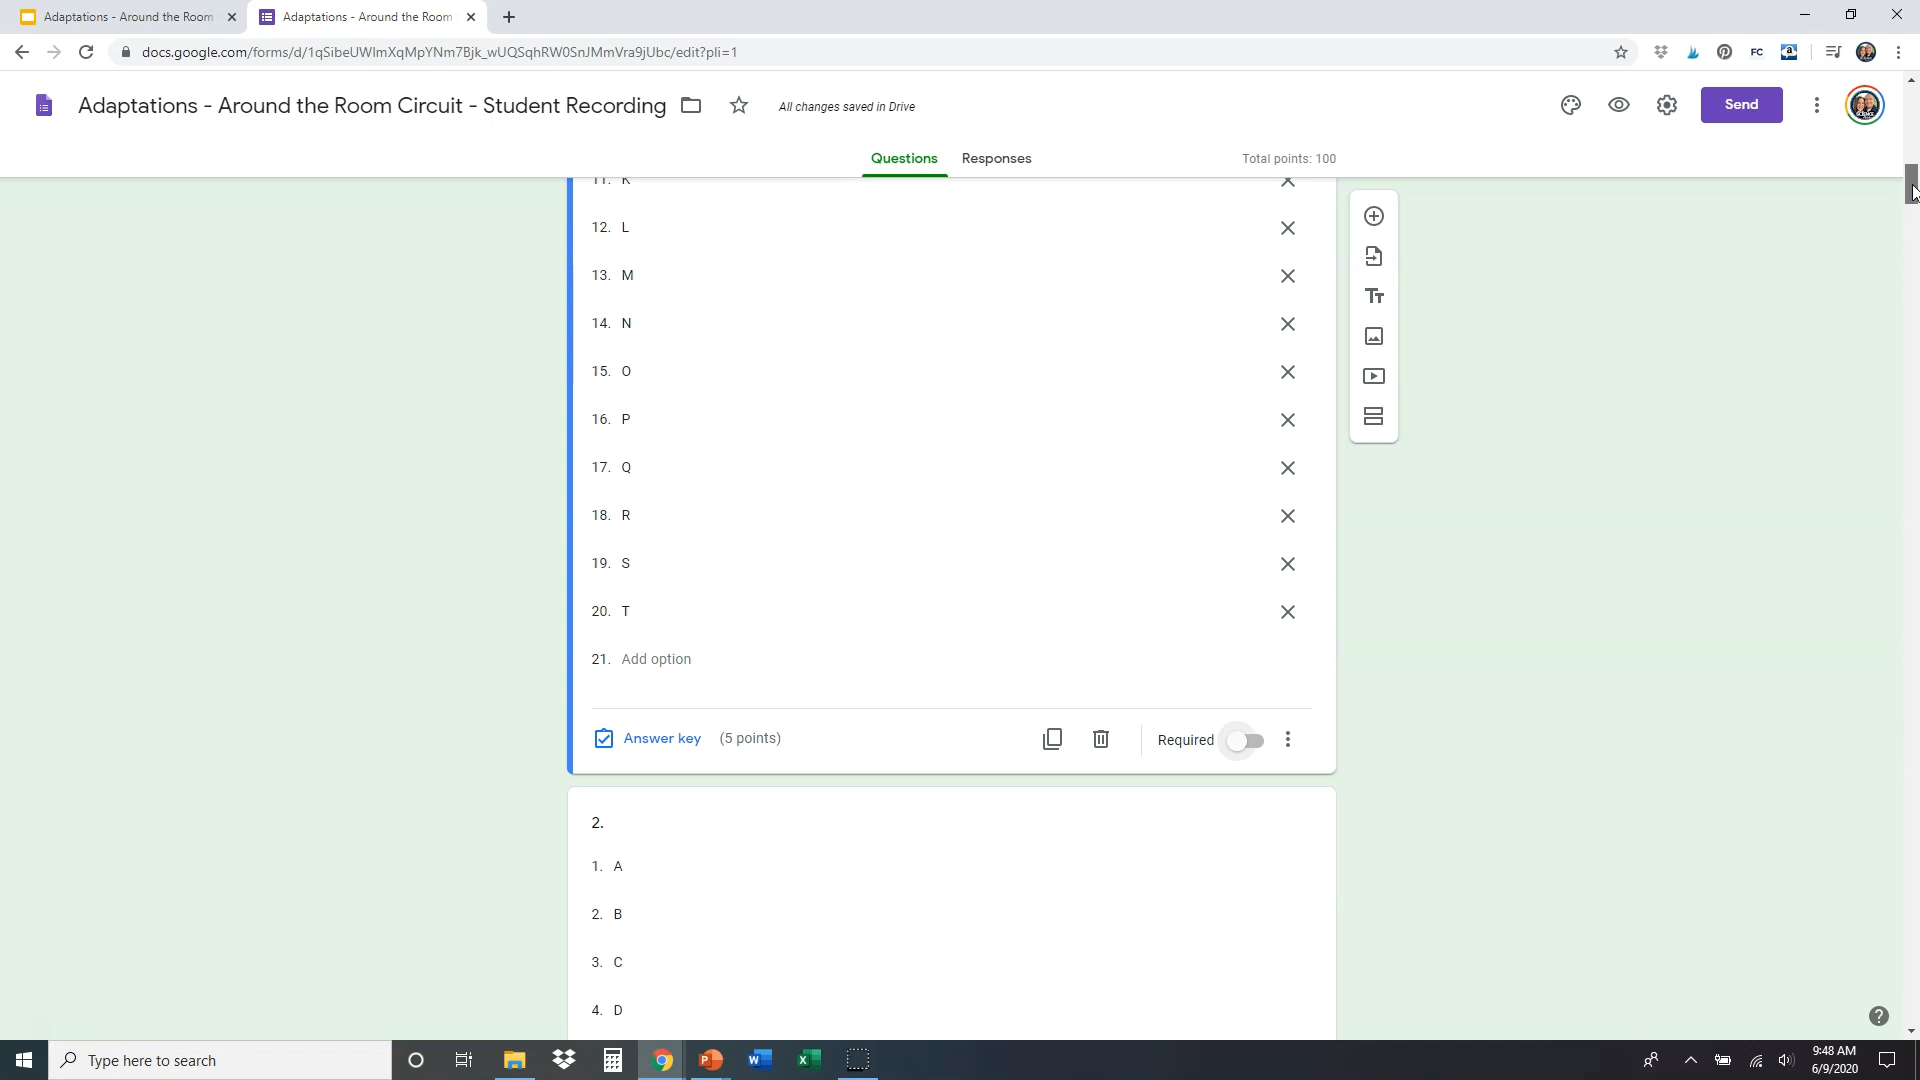 Adaptations - Around the Room
Adaptations - Around the Room
docs.google.com/forms/d/1qSibeUWImXqMpYNm7Bjk_wUQSqhRW0SnJMmVra9jUbc/edit?pli=1
FC
a
Adaptations - Around the Room Circuit - Student Recording
All changes saved in Drive
Send
Questions
Responses
Total points: 100
11. K
12. L
13. M
14. N
15. O
16. P
17. Q
18. R
19. S
20. T
21. Add option
Answer key (5 points)
Required
2.
1. A
2. B
3. C
4. D
Type here to search
9:48 AM
6/9/2020